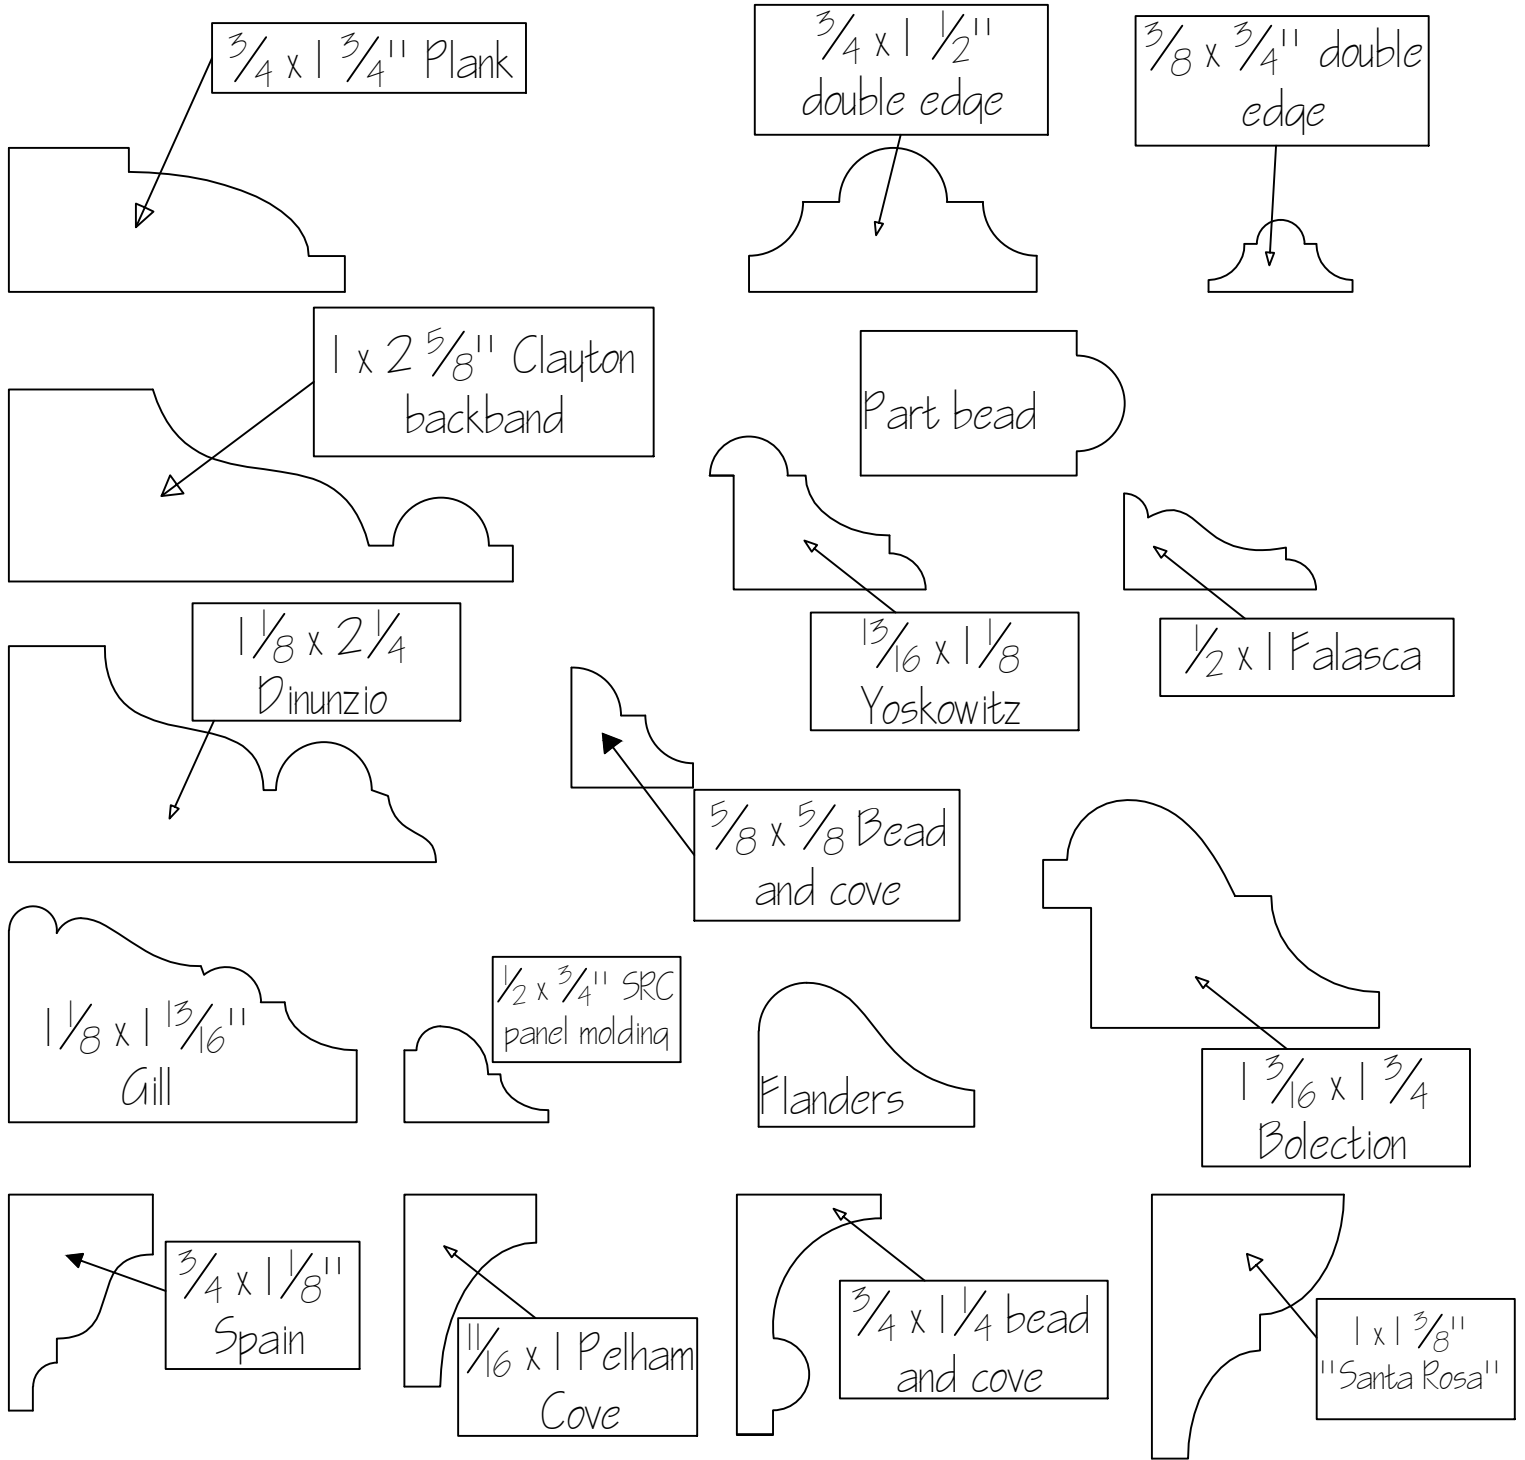 3/4 x 1 3/4" Plank
3/4 x 1 1/2"
double edge
3/8 x 3/4" double
edge
1 x 2 5/8" Clayton
backband
Part bead
1 1/8 x 2 1/4
Dinunzio
13/16 x 1 1/8
Yoskowitz
1/2 x 1 Falasca
5/8 x 5/8 Bead
and cove
1 1/8 x 1 13/16"
Gill
1/2 x 3/4" SRC
panel molding
Flanders
1 3/16 x 1 3/4
Bolection
3/4 x 1 1/8"
Spain
11/16 x 1 Pelham
Cove
3/4 x 1 1/4 bead
and cove
1 x 1 3/8"
"Santa Rosa"